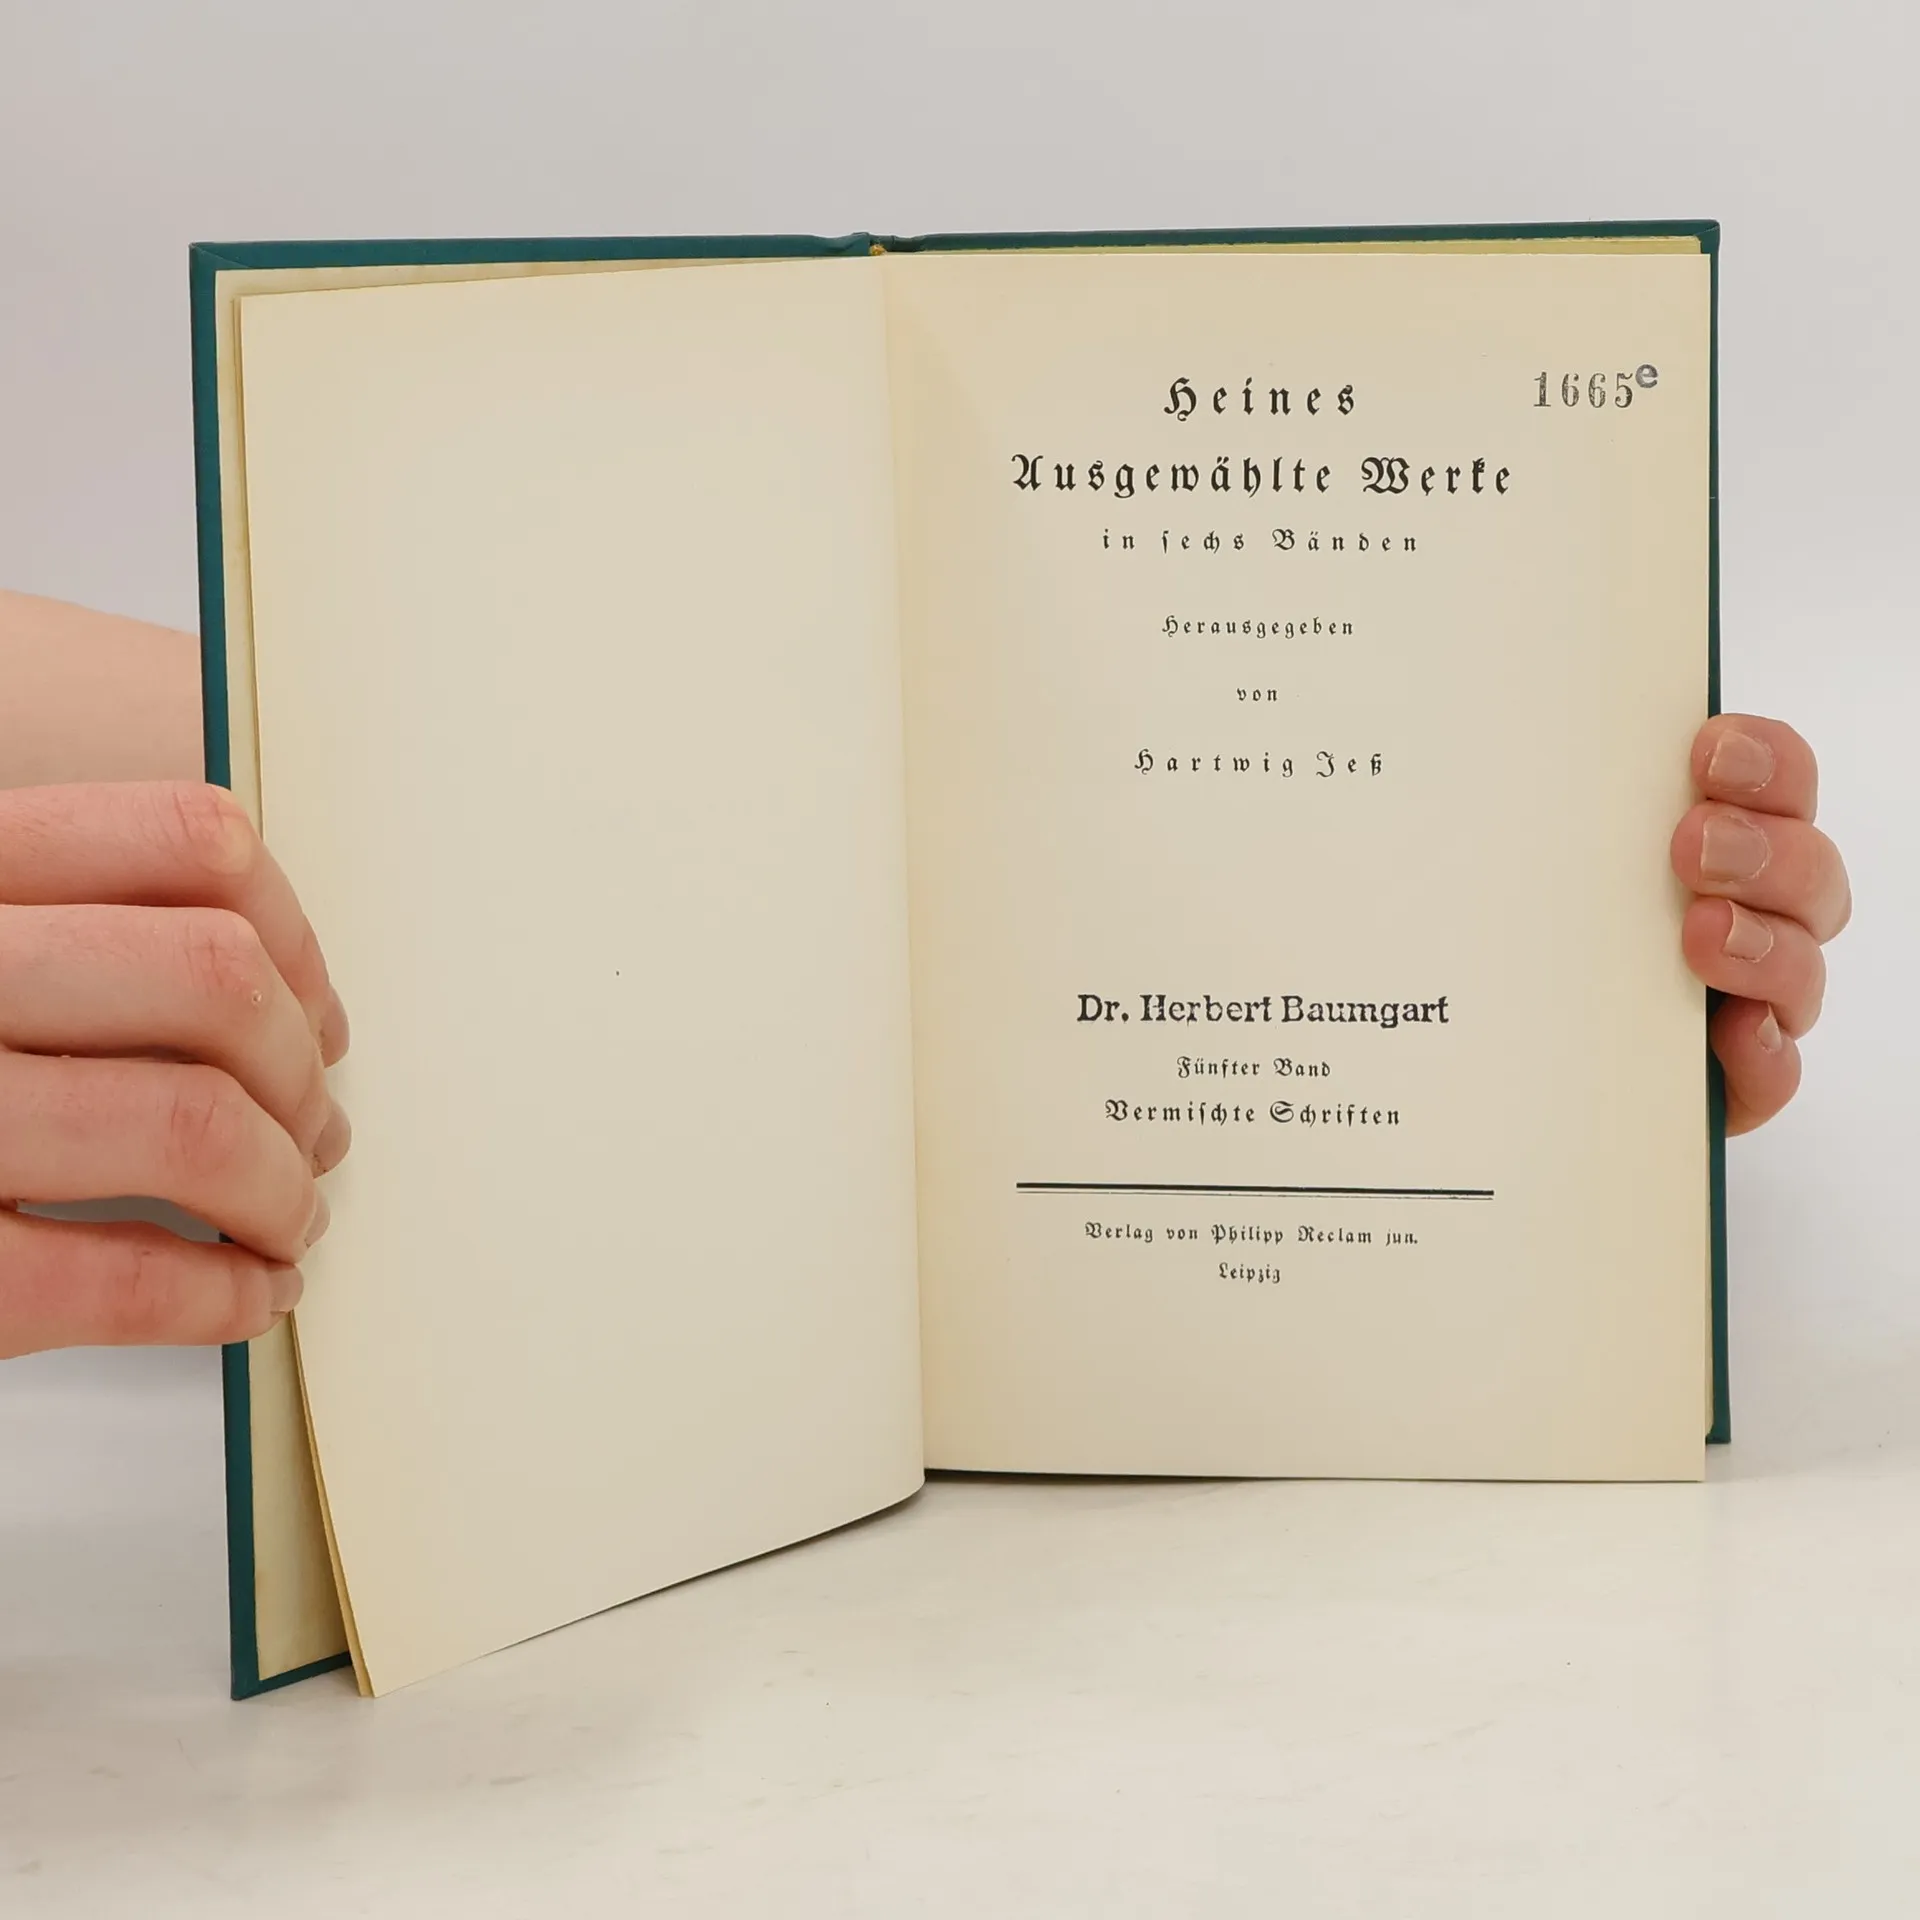 Heines
1665e
Ausgewählte Werke
in ſechs Bänden
Herausgegeben
von
Hartwig Jeß
Dr. Herbert Baumgart
Fünfter Band
Vermiſchte Schriften
Verlag von Philipp Reclam jun.
Leipzig